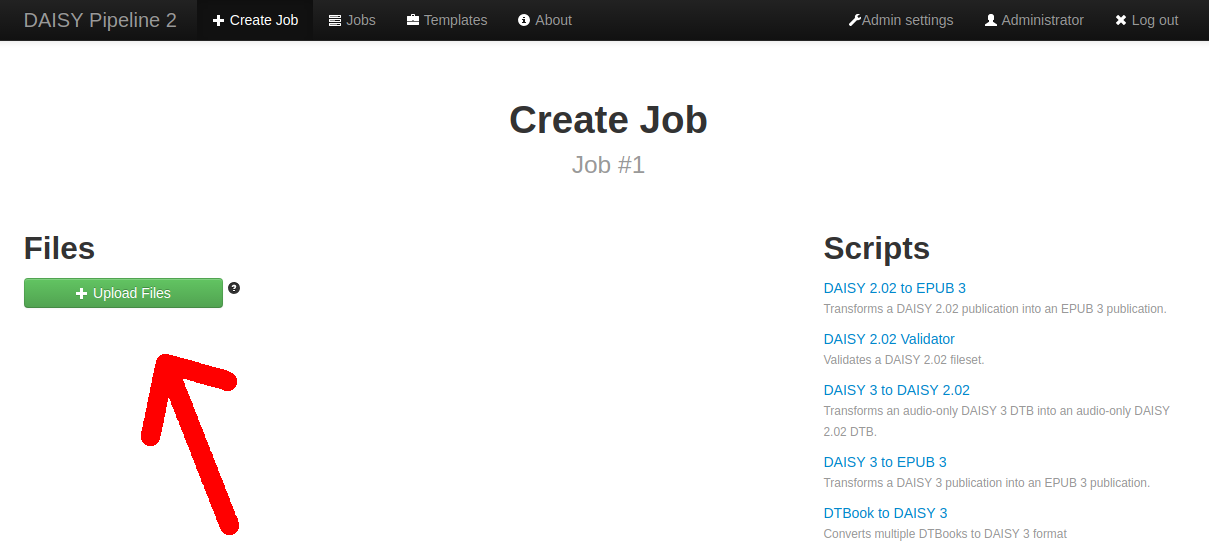 DAISY Pipeline 2 Create Job Jobs Templates About Admin settings Administrator Log out
Create Job
Job #1
Files
Upload Files
Scripts
DAISY 2.02 to EPUB 3
Transforms a DAISY 2.02 publication into an EPUB 3 publication.
DAISY 2.02 Validator
Validates a DAISY 2.02 fileset.
DAISY 3 to DAISY 2.02
Transforms an audio-only DAISY 3 DTB into an audio-only DAISY
2.02 DTB.
DAISY 3 to EPUB 3
Transforms a DAISY 3 publication into an EPUB 3 publication.
DTBook to DAISY 3
Converts multiple DTBooks to DAISY 3 format